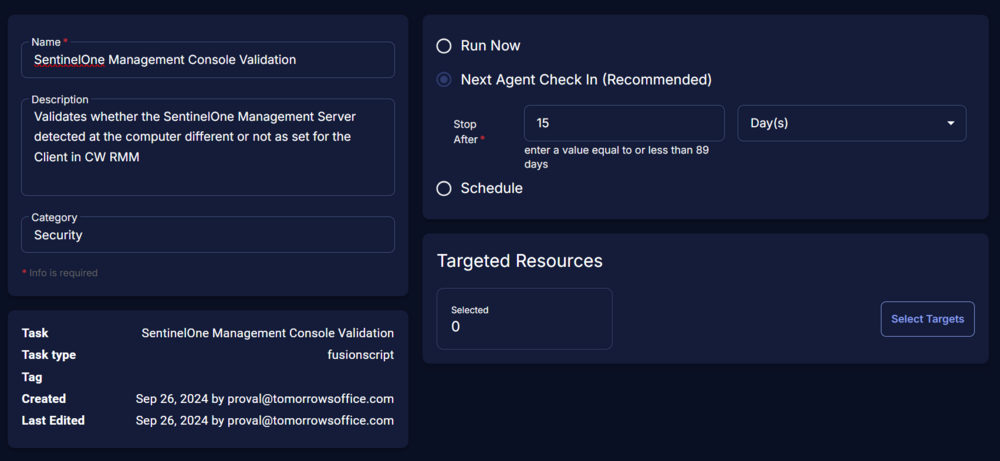 Name *
SentinelOne Management Console Validation
Description
Validates whether the SentinelOne Management Server
detected at the computer different or not as set for the
Client in CW RMM
Category
Security
* Info is required
Task SentinelOne Management Console Validation
Task type fusionscript
Tag
Created Sep 26, 2024 by proval@tomorrowsoffice.com
Last Edited Sep 26, 2024 by proval@tomorrowsoffice.com
Run Now
Next Agent Check In (Recommended)
Stop
After *
15
Day(s)
enter a value equal to or less than 89
days
Schedule
Targeted Resources
Selected
0
Select Targets